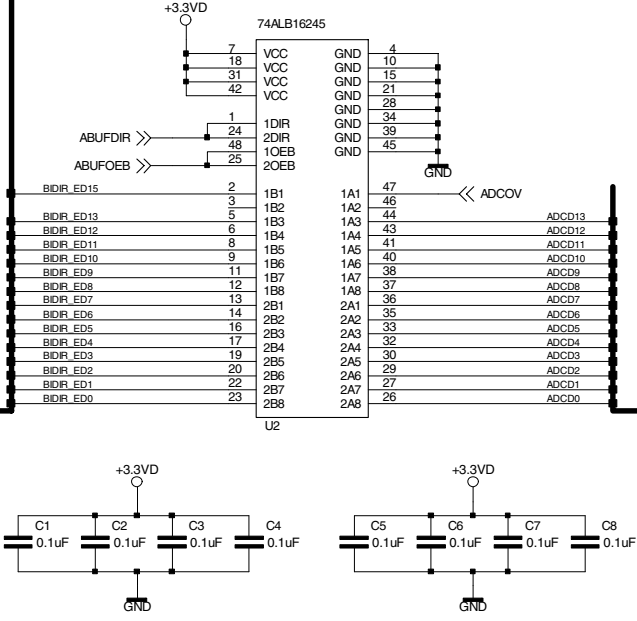 +3.3VD
74ALB16245
7 VCC GND 4
18 VCC GND 10
31 VCC GND 15
42 VCC GND 21
GND 28
1 1DIR GND 34
ABUFDIR 24 2DIR GND 39
48 1OEB GND 45
ABUFOEB 25 2OEB
GND
BIDIR_ED15 2 1B1 1A1 47 ADCOV
3 1B2 1A2 46
BIDIR_ED13 5 1B3 1A3 44 ADCD13
BIDIR_ED12 6 1B4 1A4 43 ADCD12
BIDIR_ED11 8 1B5 1A5 41 ADCD11
BIDIR_ED10 9 1B6 1A6 40 ADCD10
BIDIR_ED9 11 1B7 1A7 38 ADCD9
BIDIR_ED8 12 1B8 1A8 37 ADCD8
BIDIR_ED7 13 2B1 2A1 36 ADCD7
BIDIR_ED6 14 2B2 2A2 35 ADCD6
BIDIR_ED5 16 2B3 2A3 33 ADCD5
BIDIR_ED4 17 2B4 2A4 32 ADCD4
BIDIR_ED3 19 2B5 2A5 30 ADCD3
BIDIR_ED2 20 2B6 2A6 29 ADCD2
BIDIR_ED1 22 2B7 2A7 27 ADCD1
BIDIR_ED0 23 2B8 2A8 26 ADCD0
U2
+3.3VD +3.3VD
C1 C2 C3 C4 C5 C6 C7 C8
0.1uF 0.1uF 0.1uF 0.1uF 0.1uF 0.1uF 0.1uF 0.1uF
GND GND